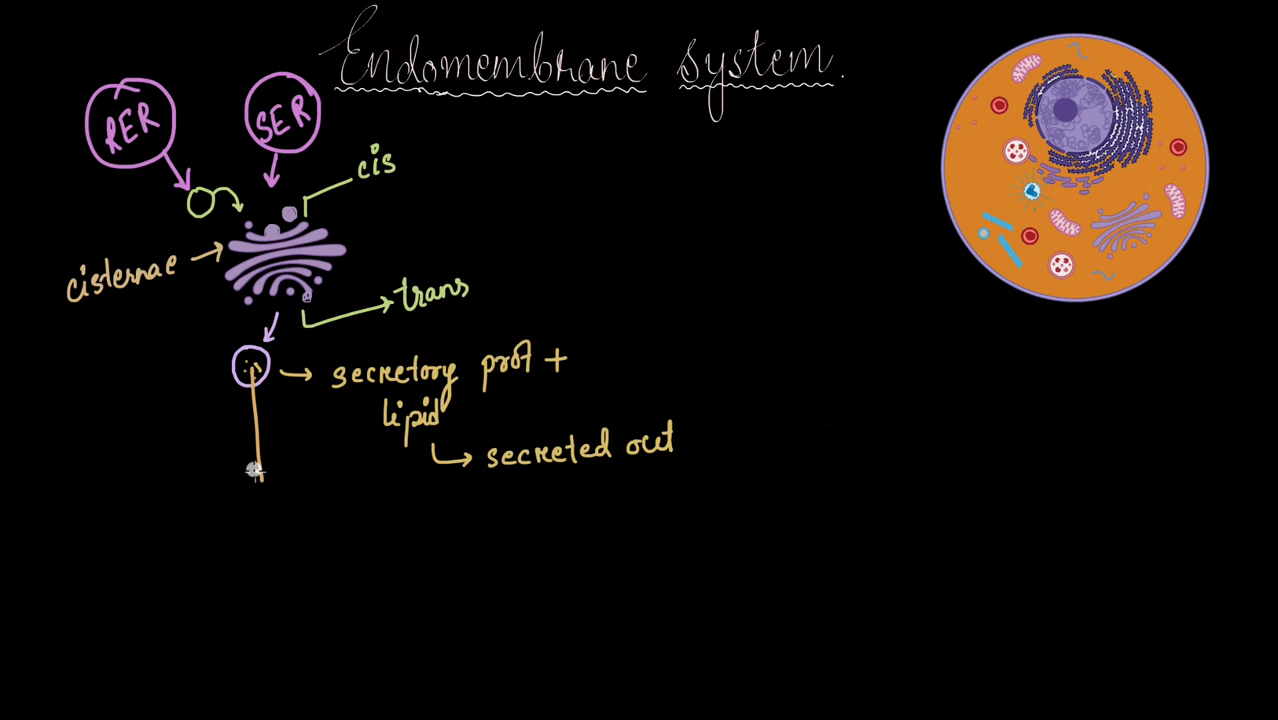 Endomembrane system.
RER
SER
cis
cisternae
trans
secretory prot +
lipid
secreted out